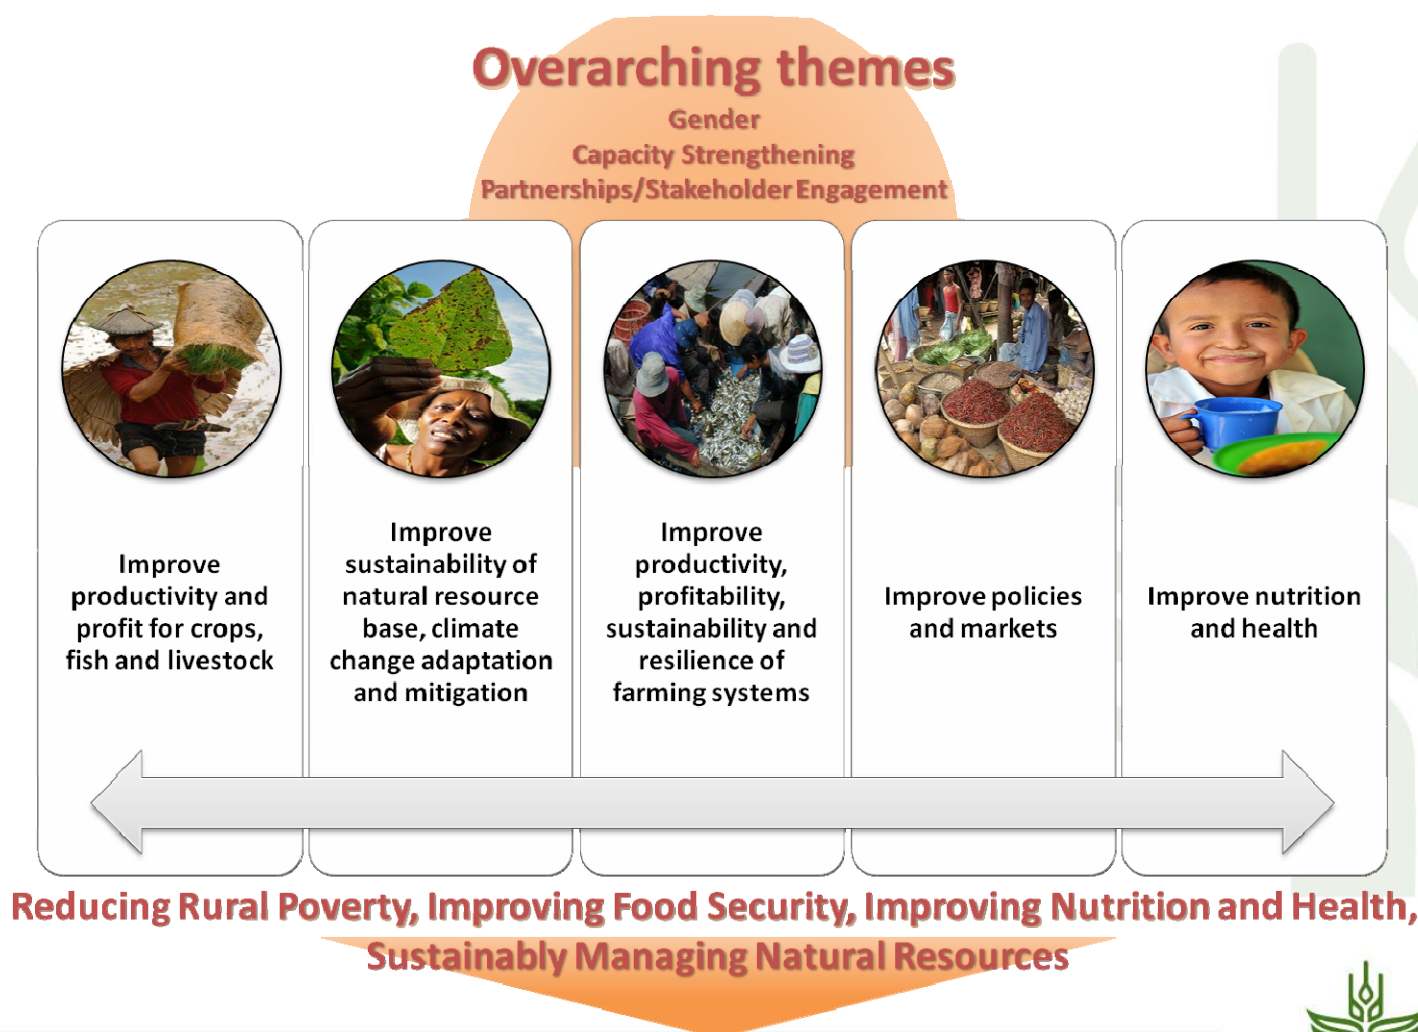 Overarching themes
Gender
Capacity Strengthening
Partnerships/Stakeholder Engagement
Improve
productivity and
profit for crops,
fish and livestock
Improve
sustainability of
natural resource
base, climate
change adaptation
and mitigation
Improve
productivity,
profitability,
sustainability and
resilience of
farming systems
Improve policies
and markets
Improve nutrition
and health
Reducing Rural Poverty, Improving Food Security, Improving Nutrition and Health,
Sustainably Managing Natural Resources